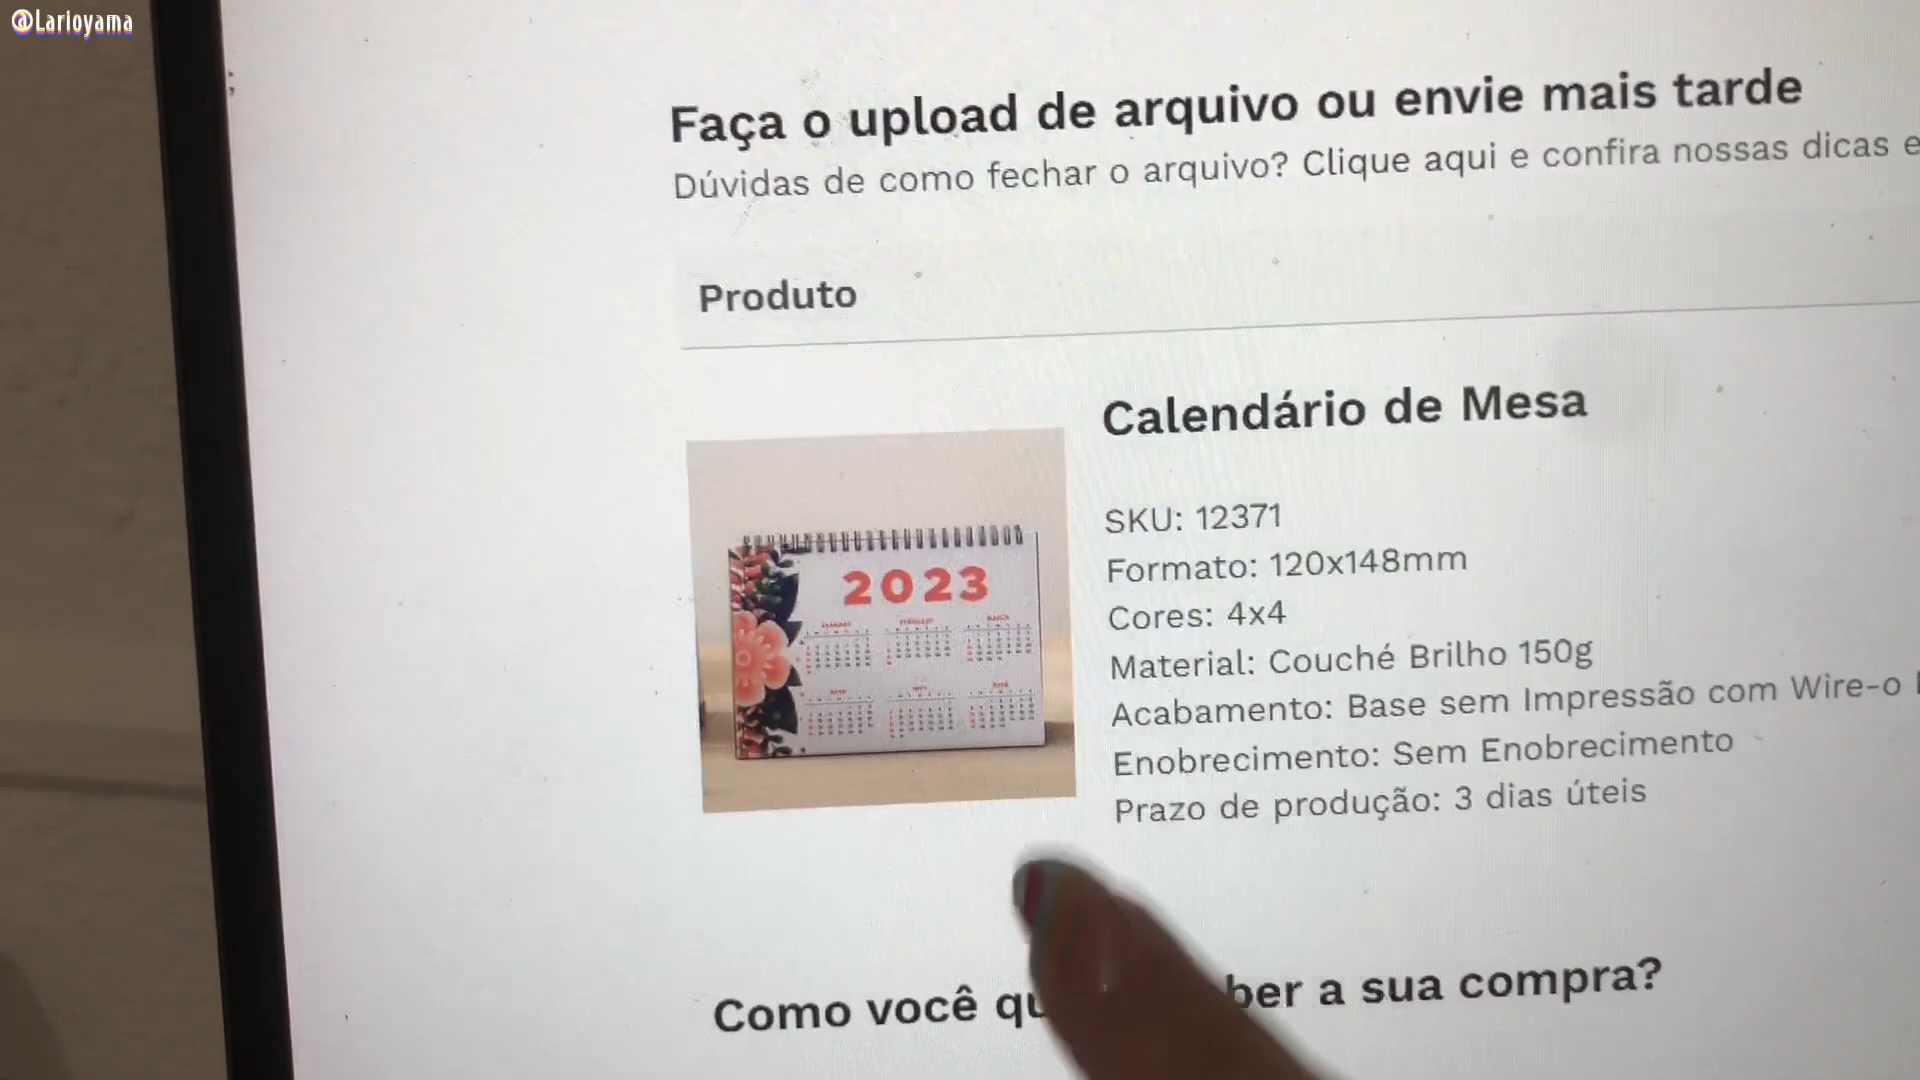 @Larioyama
Faça o upload de arquivo ou envie mais tarde
Dúvidas de como fechar o arquivo? Clique aqui e confira nossas dicas e
Produto
Calendário de Mesa
SKU: 12371
Formato: 120x148mm
Cores: 4x4
Material: Couché Brilho 150g
Acabamento: Base sem Impressão com Wire-o
Enobrecimento: Sem Enobrecimento
Prazo de produção: 3 dias úteis
2023
Como você qu ber a sua compra?